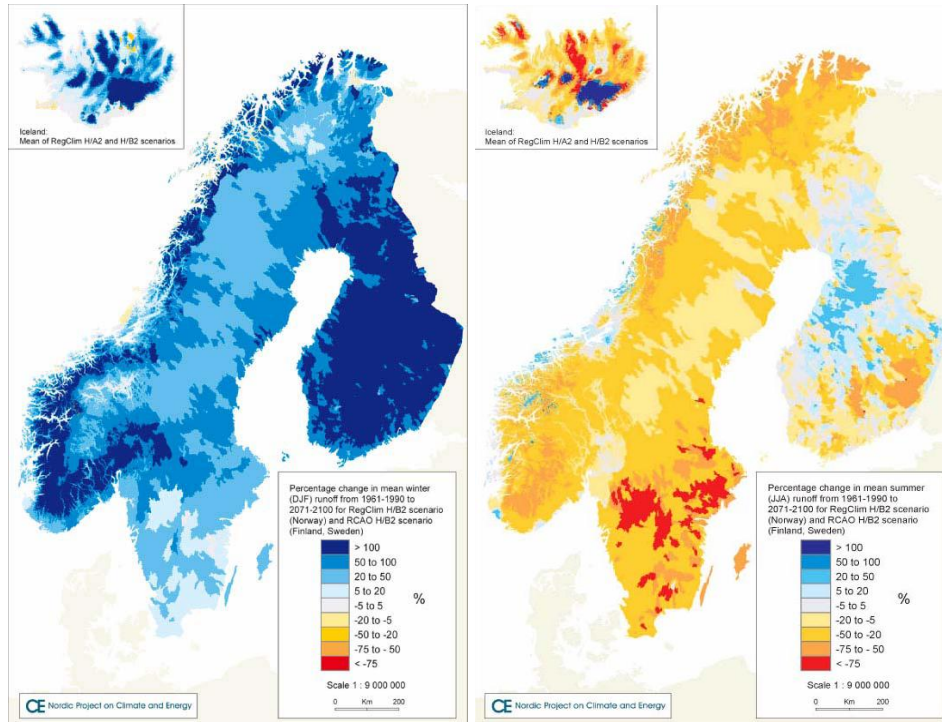 Iceland:
Mean of RegClim H/A2 and H/B2 scenarios
Percentage change in mean winter
(DJF) runoff from 1961-1990 to
2071-2100 for RegClim H/B2 scenario
(Norway) and RCAO H/B2 scenario
(Finland, Sweden)
> 100
50 to 100
20 to 50
5 to 20
-5 to 5
%
-20 to -5
-50 to -20
-75 to - 50
< -75
Scale 1 : 9 000 000
0 Km 200
CE Nordic Project on Climate and Energy
Iceland:
Mean of RegClim H/A2 and H/B2 scenarios
Percentage change in mean summer
(JJA) runoff from 1961-1990 to
2071-2100 for RegClim H/B2 scenario
(Norway) and RCAO H/B2 scenario
(Finland, Sweden)
> 100
50 to 100
20 to 50
5 to 20
-5 to 5
%
-20 to -5
-50 to -20
-75 to - 50
< -75
Scale 1 : 9 000 000
0 Km 200
CE Nordic Project on Climate and Energy